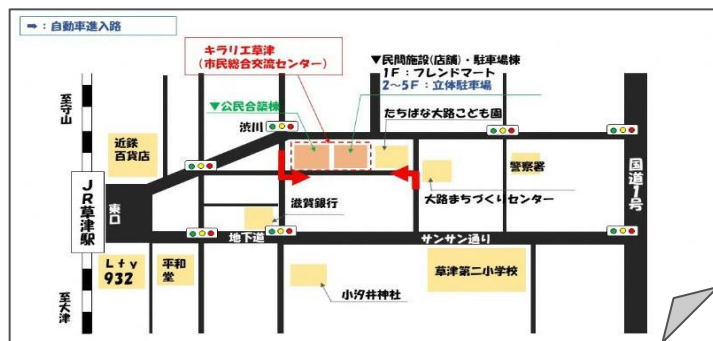 ➡：自動車進入路
キラリエ草津
（市民総合交流センター）
▼民間施設(店舗)・駐車場棟
1F：フレンドマート
2～5F：立体駐車場
▼公民合築棟
たちばな大路こども園
至守山
近鉄
百貨店
渋川
警察署
国道1号
JR草津駅
東口
滋賀銀行
大路まちづくりセンター
地下道
サンサン通り
Lty
932
平和
堂
草津第二小学校
小汐井神社
至大津